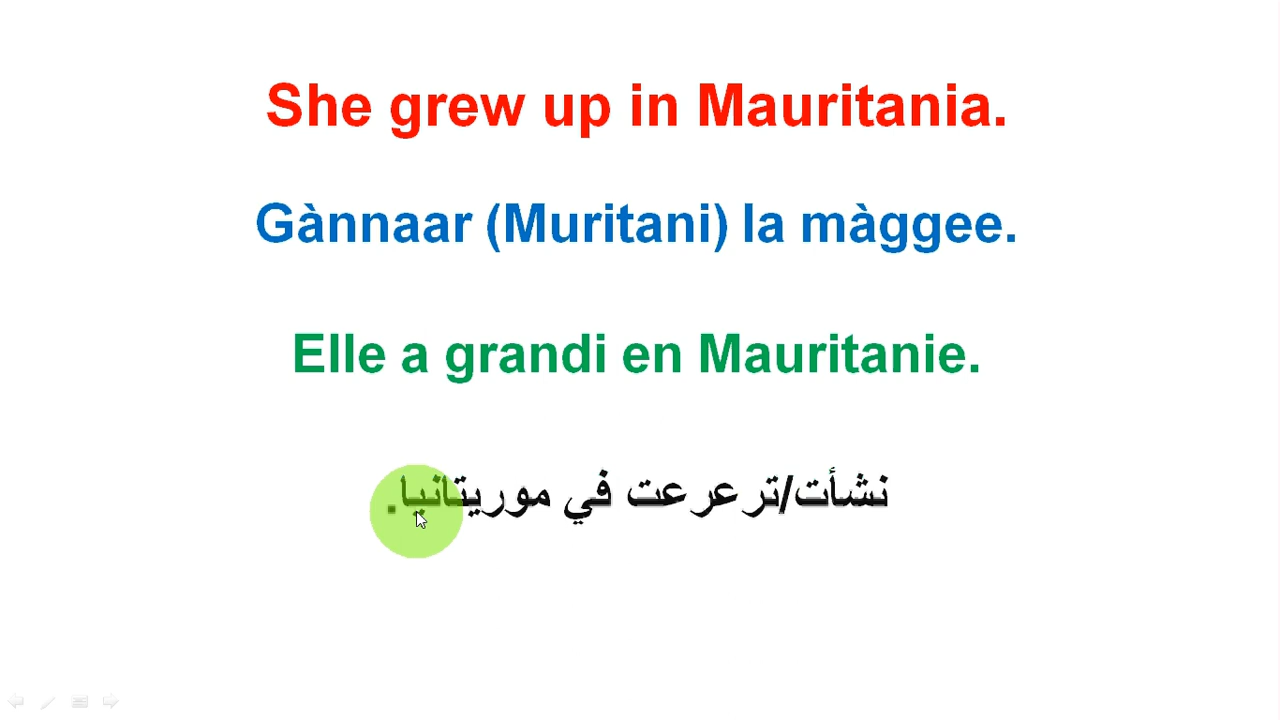 She grew up in Mauritania.
Gànnaar (Muritani) la màggee.
Elle a grandi en Mauritanie.
نشأت/ترعرعت في موريتانيا.